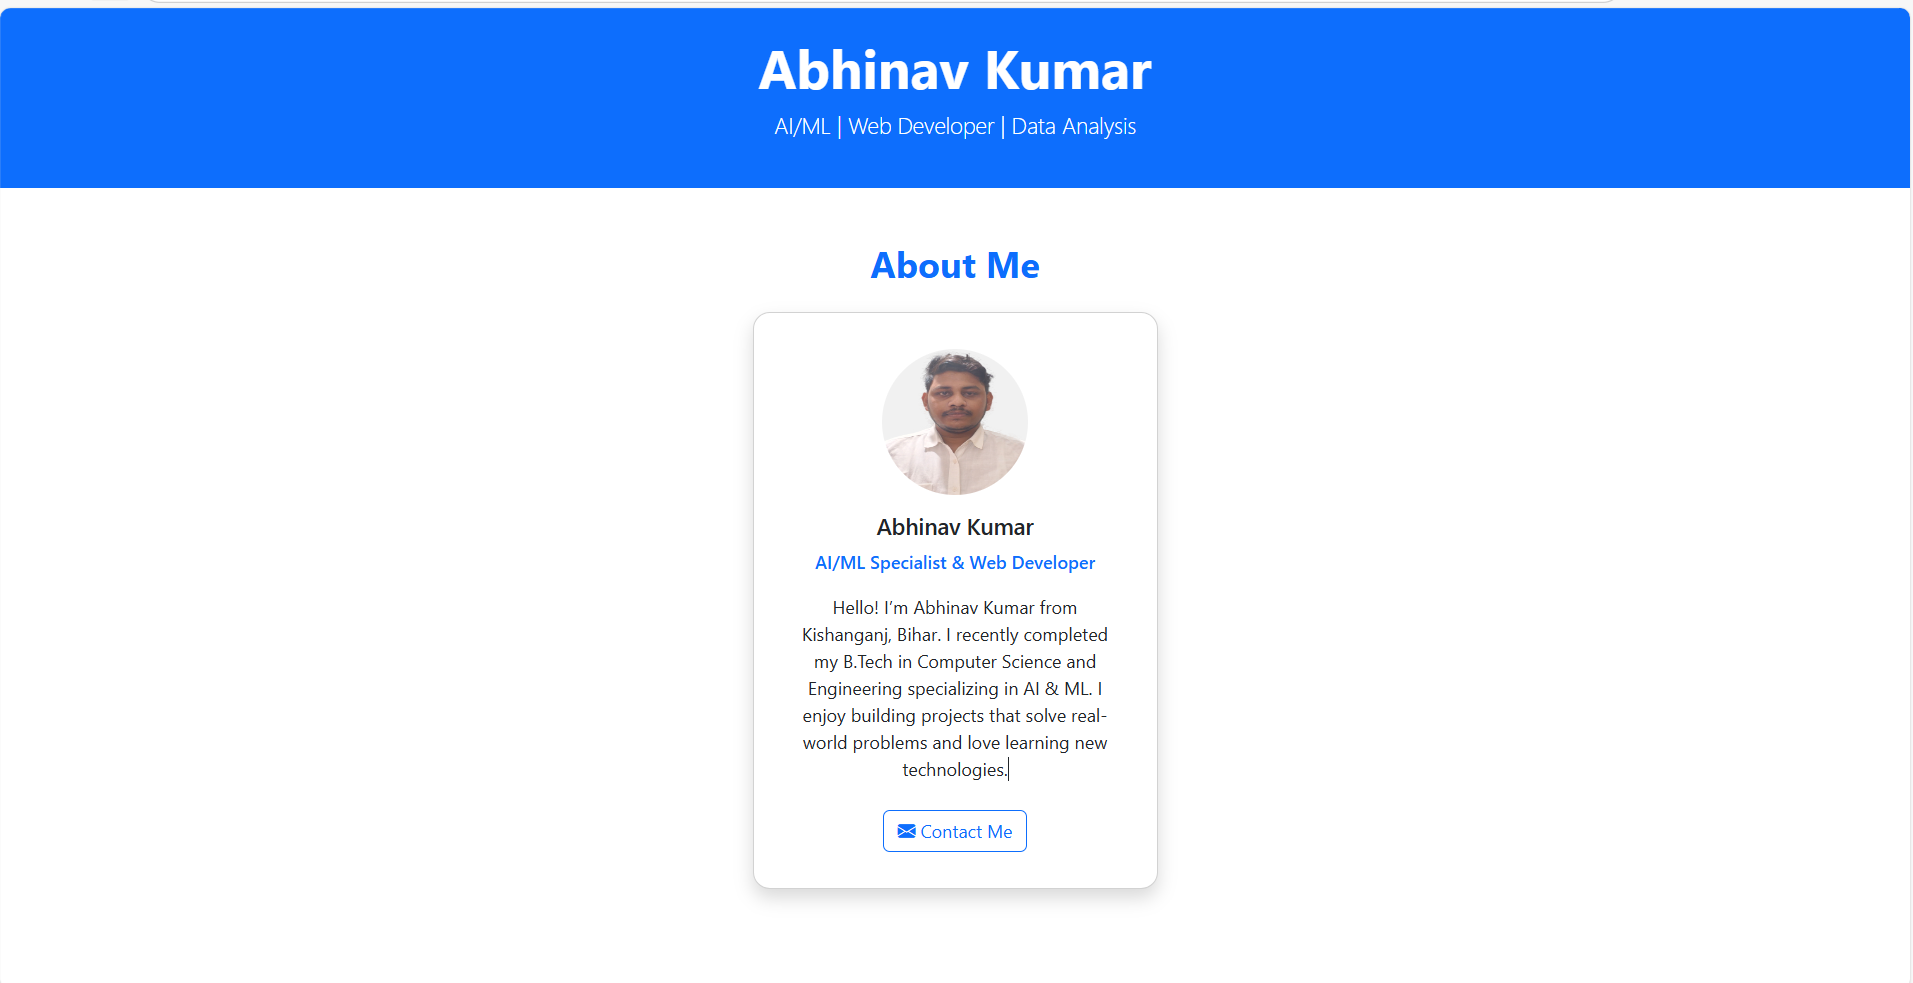 Abhinav Kumar
AI/ML | Web Developer | Data Analysis
About Me
Abhinav Kumar
AI/ML Specialist & Web Developer
Hello! I’m Abhinav Kumar from
Kishanganj, Bihar. I recently completed
my B.Tech in Computer Science and
Engineering specializing in AI & ML. I
enjoy building projects that solve real-
world problems and love learning new
technologies.
Contact Me